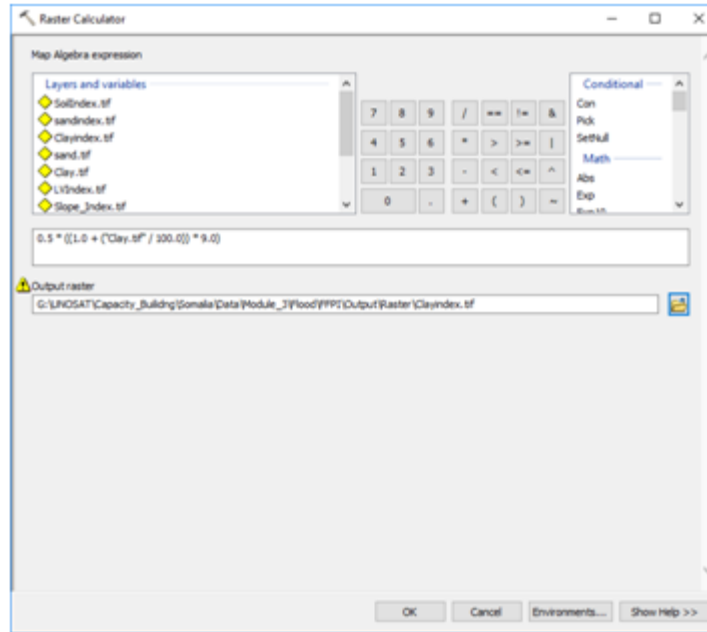 Raster Calculator
Map Algebra expression
Layers and variables
SoilIndex.tif
sandindex.tif
Clayindex.tif
sand.tif
Clay.tif
LVIndex.tif
Slope_Index.tif
7 8 9 / == != &
4 5 6 * > >= |
1 2 3 - < <= ^
0 . + ( ) ~
Conditional
Con
Pick
SetNull
Math
Abs
Exp
Exp10
0.5 * ((1.0 + ("Clay.tif" / 100.0)) * 9.0)
Output raster
G:\UNOSAT\Capacity_Builidng\Somalia\Data\Module_3\Flood\FFPI\Output\Raster\Clayindex.tif
OK Cancel Environments... Show Help >>